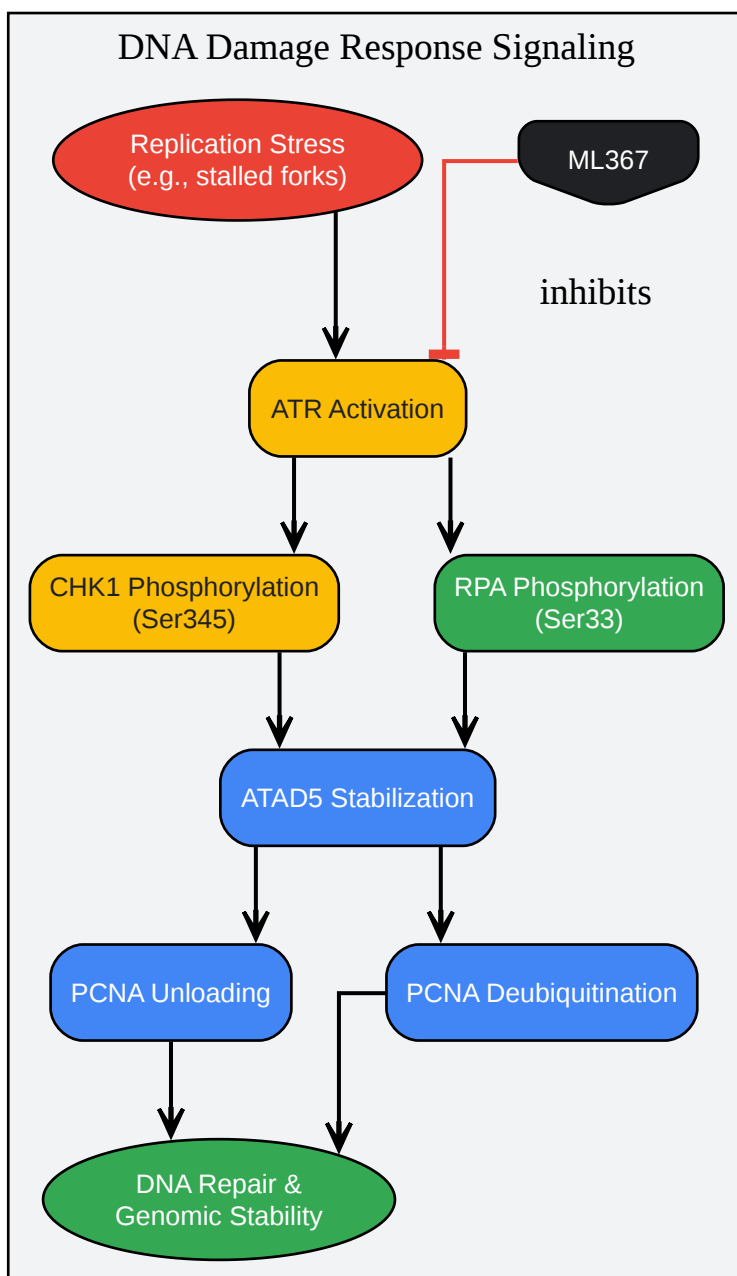 DNA Damage Response Signaling
Replication Stress
(e.g., stalled forks)
ML367
inhibits
ATR Activation
CHK1 Phosphorylation
(Ser345)
RPA Phosphorylation
(Ser33)
ATAD5 Stabilization
PCNA Unloading
PCNA Deubiquitination
DNA Repair &
Genomic Stability